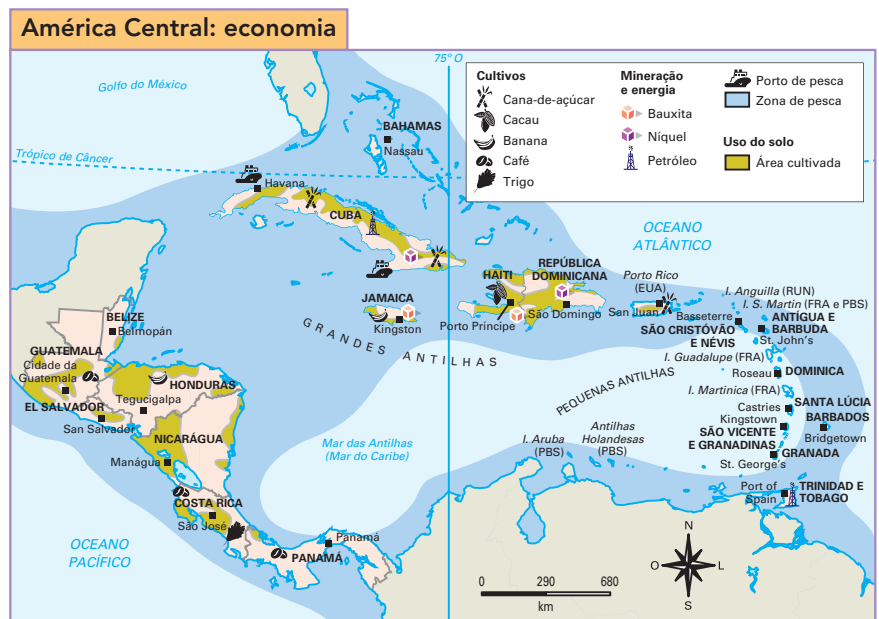 América Central: economia
75º O
Golfo do México
Trópico de Câncer
BAHAMAS
Nassau
Havana
CUBA
Cultivos
Cana-de-açúcar
Cacau
Banana
Café
Trigo
Mineração
e energia
Bauxita
Níquel
Petróleo
Porto de pesca
Zona de pesca
Uso do solo
Área cultivada
OCEANO
ATLÂNTICO
HAITI
REPÚBLICA
DOMINICANA
Porto Príncipe
São Domingo
Porto Rico
(EUA)
San Juan
JAMAICA
Kingston
GRANDES ANTILHAS
I. Anguilla (RUN)
I. S. Martin (FRA e PBS)
Basseterre
ANTÍGUA E
BARBUDA
St. John's
SÃO CRISTÓVÃO
E NÉVIS
I. Guadalupe (FRA)
Roseau
DOMINICA
PEQUENAS ANTILHAS
I. Martinica (FRA)
SANTA LÚCIA
Castries
Kingstown
BARBADOS
Bridgetown
SÃO VICENTE
E GRANADINAS
GRANADA
St. George's
Port of
Spain
TRINIDAD E
TOBAGO
BELIZE
Belmopán
GUATEMALA
Cidade da
Guatemala
HONDURAS
Tegucigalpa
EL SALVADOR
San Salvador
NICARÁGUA
Manágua
COSTA RICA
São José
Panamá
PANAMÁ
Mar das Antilhas
(Mar do Caribe)
I. Aruba
(PBS)
Antilhas
Holandesas
(PBS)
OCEANO
PACÍFICO
0 290 680
km
N
O L
S